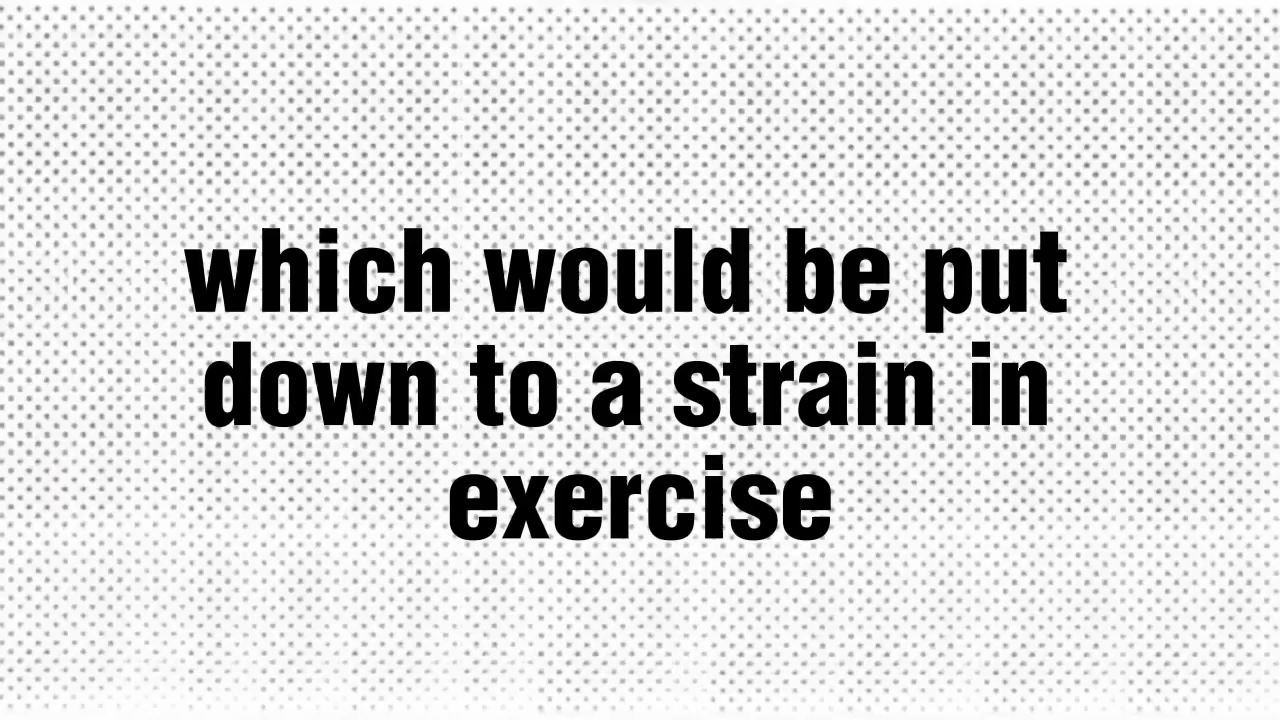 which would be put
down to a strain in
exercise